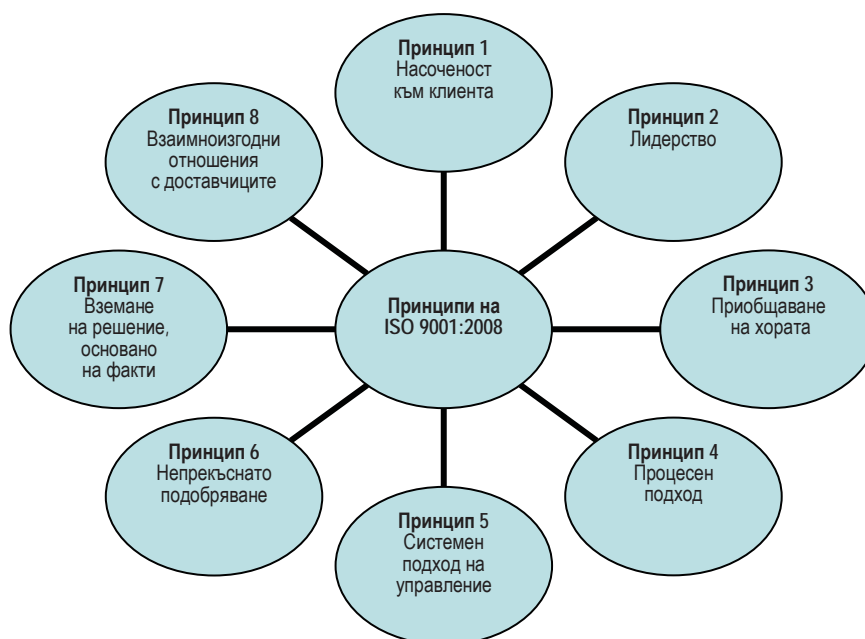 Принцип 1
Насоченост
към клиента
Принцип 2
Лидерство
Принцип 3
Приобщаване
на хората
Принцип 4
Процесен
подход
Принцип 5
Системен
подход на
управление
Принцип 6
Непрекъснато
подобряване
Принцип 7
Вземане
на решение,
основано
на факти
Принцип 8
Взаимноизгодни
отношения
с доставчиците
Принципи на
ISO 9001:2008